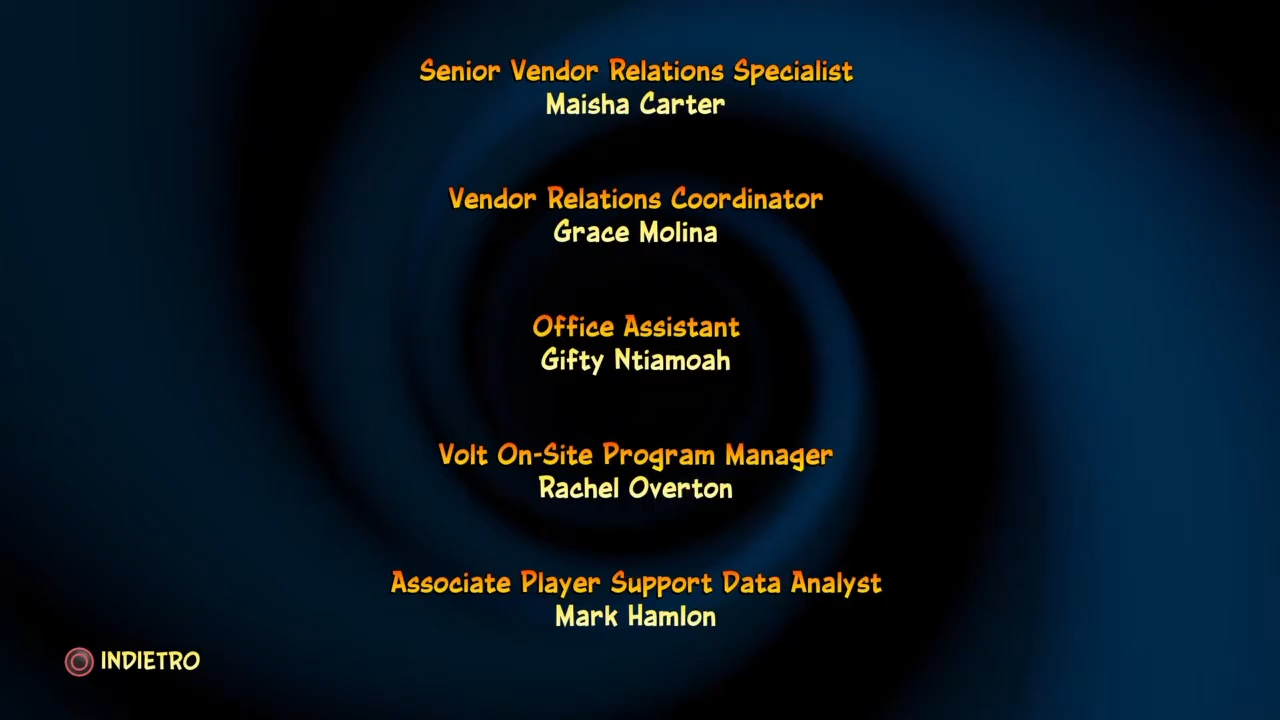 Senior Vendor Relations Specialist
Maisha Carter
Vendor Relations Coordinator
Grace Molina
Office Assistant
Gifty Ntiamoah
Volt On-Site Program Manager
Rachel Overton
Associate Player Support Data Analyst
Mark Hamlon
INDIETRO